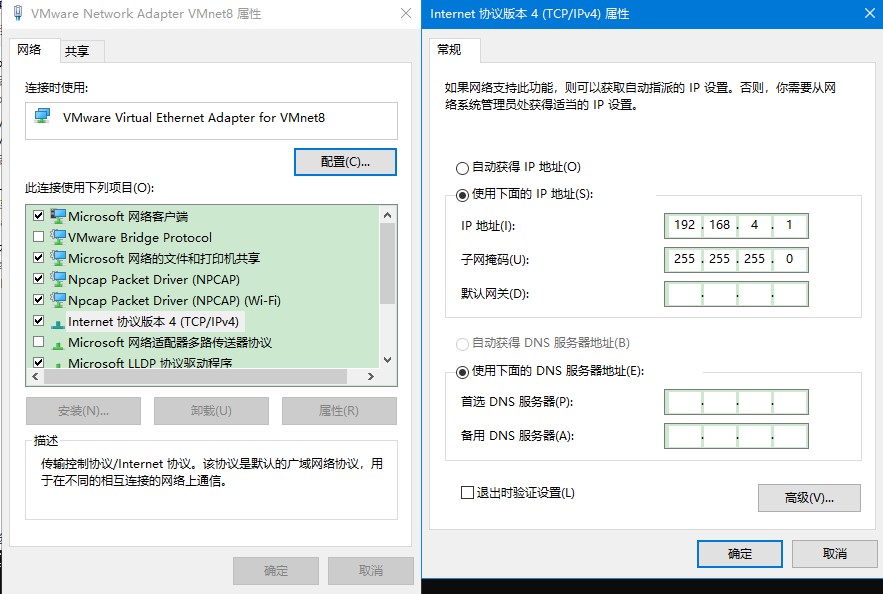 VMware Network Adapter VMnet8 属性
网络
共享
连接时使用:
VMware Virtual Ethernet Adapter for VMnet8
配置(C)...
此连接使用下列项目(O):
Microsoft 网络客户端
VMware Bridge Protocol
Microsoft 网络的文件和打印机共享
Npcap Packet Driver (NPCAP)
Npcap Packet Driver (NPCAP) (Wi-Fi)
Internet 协议版本 4 (TCP/IPv4)
Microsoft 网络适配器多路传送器协议
Microsoft LLDP 协议驱动程序
安装(N)...
卸载(U)
属性(R)
描述
传输控制协议/Internet 协议。该协议是默认的广域网络协议，用
于在不同的相互连接的网络上通信。
确定
取消
Internet 协议版本 4 (TCP/IPv4) 属性
常规
如果网络支持此功能，则可以获取自动指派的 IP 设置。否则，你需要从网
络系统管理员处获得适当的 IP 设置。
自动获得 IP 地址(O)
使用下面的 IP 地址(S):
IP 地址(I):
192 . 168 . 4 . 1
子网掩码(U):
255 . 255 . 255 . 0
默认网关(D):
. . .
自动获得 DNS 服务器地址(B)
使用下面的 DNS 服务器地址(E):
首选 DNS 服务器(P):
. . .
备用 DNS 服务器(A):
. . .
退出时验证设置(L)
高级(V)...
确定
取消